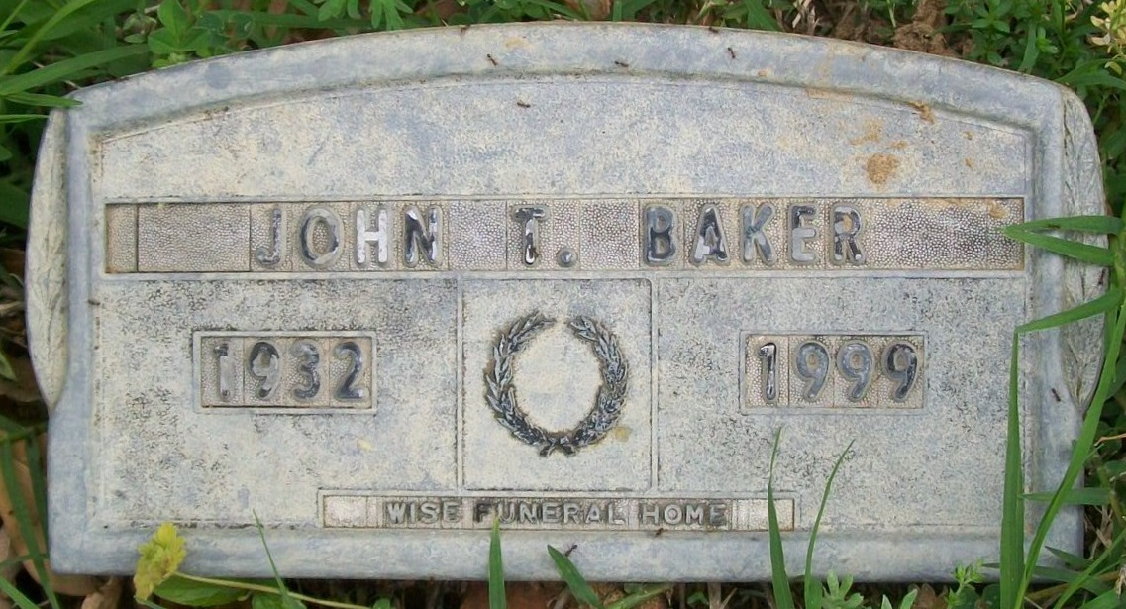 JOHN T. BAKER
1932 1999
WISE FUNERAL HOME